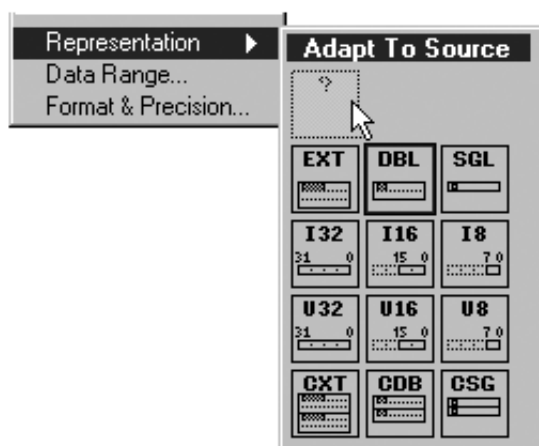 Representation
Data Range...
Format & Precision...
Adapt To Source
?
EXT DBL SGL
I32 I16 I8
31 0 15 0 7 0
U32 U16 U8
31 0 15 0 7 0
CXT CDB CSG